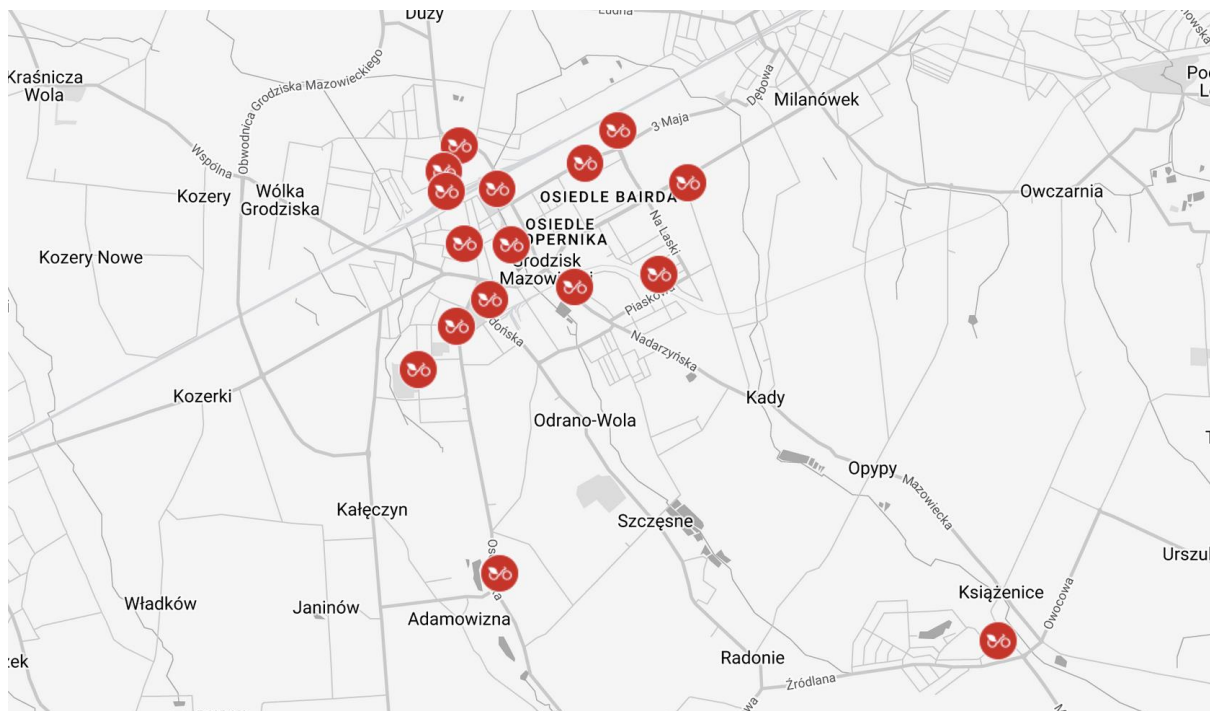 Duży
Ludna
Kraśnicza
Wola
Obwodnica Grodziska Mazowieckiego
Dębowa
Milanówek
3 Maja
Wspólna
Kozery
Wólka
Grodziska
OSIEDLE BAIRDA
Owczarnia
OSIEDLE
Na Laski
Kozery Nowe
Grodzisk
Piaskowa
Nadarzyńska
Kozerki
Kady
Odrano-Wola
Opypy
Mazowiecka
Kałęczyn
Szczęsne
Książenice
Owocowa
Władków
Janinów
Adamowizna
Radonie
Źródlana